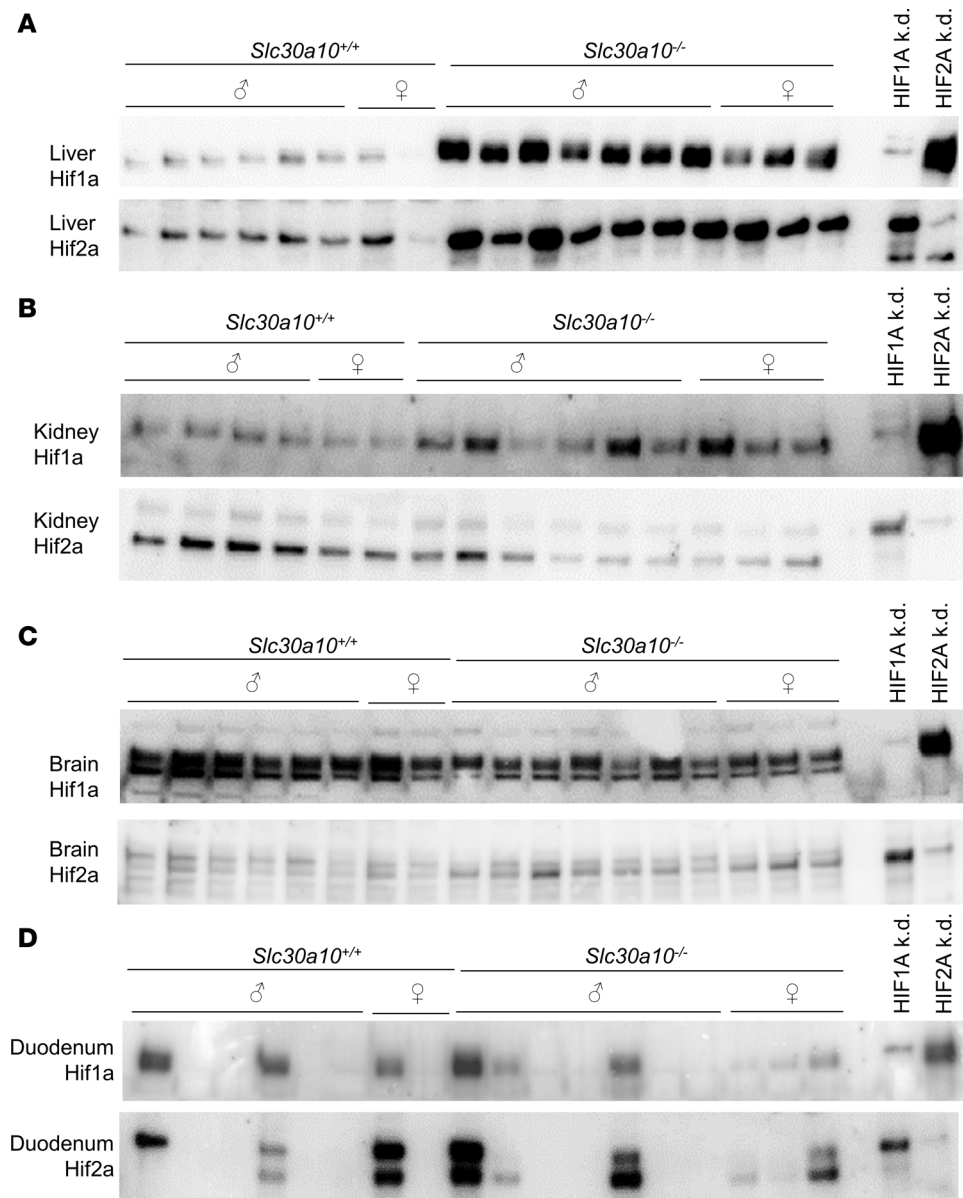 A
Slc30a10+/+ Slc30a10-/-
♂ ♀ ♂ ♀
HIF1A k.d.
HIF2A k.d.
Liver
Hif1a
Liver
Hif2a
B
Slc30a10+/+ Slc30a10-/-
♂ ♀ ♂ ♀
HIF1A k.d.
HIF2A k.d.
Kidney
Hif1a
Kidney
Hif2a
C
Slc30a10+/+ Slc30a10-/-
♂ ♀ ♂ ♀
HIF1A k.d.
HIF2A k.d.
Brain
Hif1a
Brain
Hif2a
D
Slc30a10+/+ Slc30a10-/-
♂ ♀ ♂ ♀
HIF1A k.d.
HIF2A k.d.
Duodenum
Hif1a
Duodenum
Hif2a